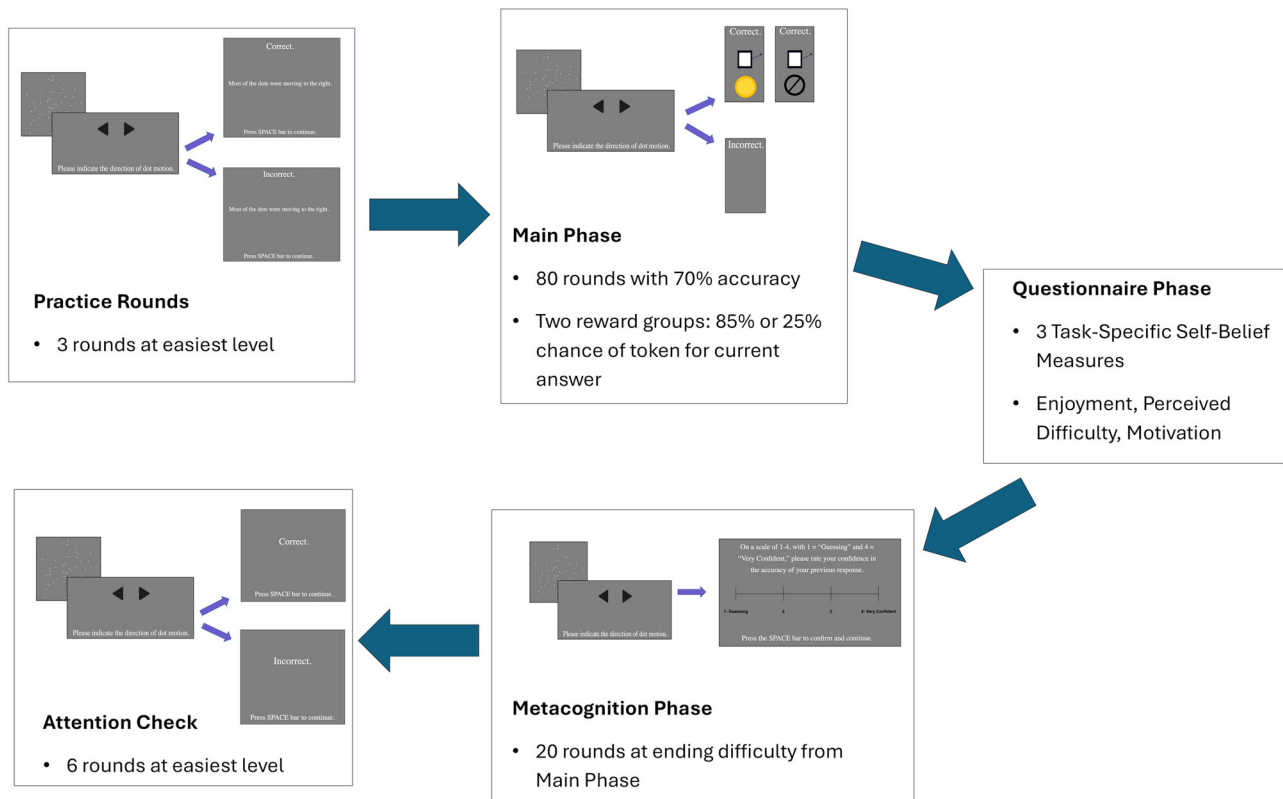 Correct.
Most of the dots were moving to the right.
Press SPACE bar to continue.
Please indicate the direction of dot motion.
Incorrect.
Most of the dots were moving to the right.
Press SPACE bar to continue.
Practice Rounds
• 3 rounds at easiest level
Correct.
Correct.
Please indicate the direction of dot motion.
Incorrect.
Main Phase
• 80 rounds with 70% accuracy
• Two reward groups: 85% or 25%
chance of token for current
answer
Questionnaire Phase
• 3 Task-Specific Self-Belief
Measures
• Enjoyment, Perceived
Difficulty, Motivation
On a scale of 1-4, with 1 = “Guessing” and 4 =
“Very Confident,” please rate your confidence in
the accuracy of your previous response.
1- Guessing 2 3 4- Very Confident
Press the SPACE bar to confirm and continue.
Please indicate the direction of dot motion.
Metacognition Phase
• 20 rounds at ending difficulty from
Main Phase
Correct.
Press SPACE bar to continue.
Please indicate the direction of dot motion.
Incorrect.
Press SPACE bar to continue.
Attention Check
• 6 rounds at easiest level